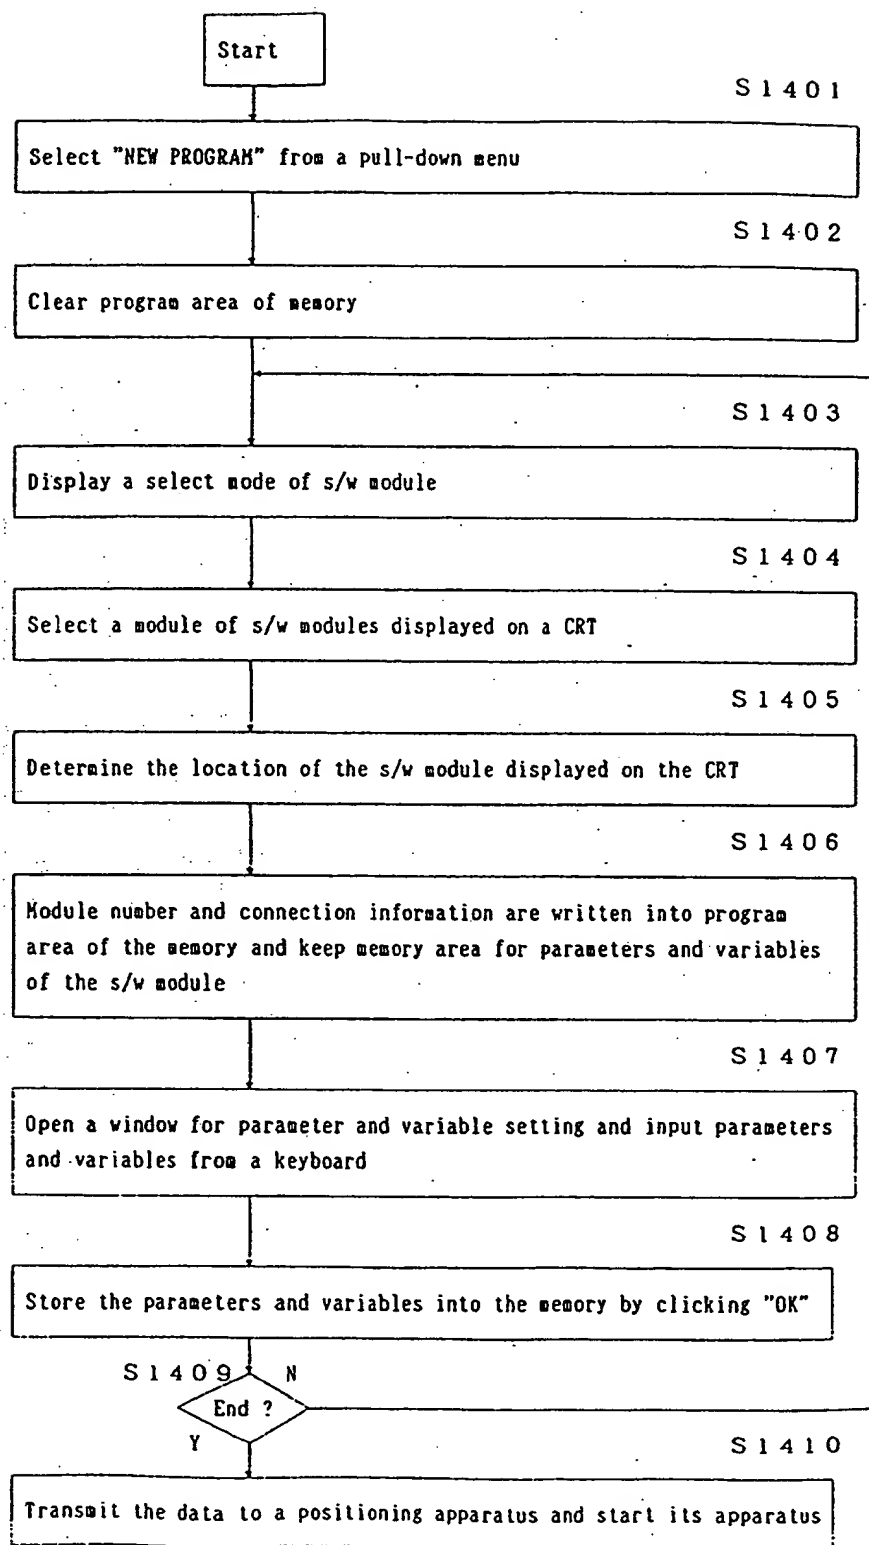 Start
S1401
Select "NEW PROGRAM" from a pull-down menu
S1402
Clear program area of memory
S1403
Display a select mode of s/w module
S1404
Select a module of s/w modules displayed on a CRT
S1405
Determine the location of the s/w module displayed on the CRT
S1406
Module number and connection information are written into program
area of the memory and keep memory area for parameters and variables
of the s/w module
S1407
Open a window for parameter and variable setting and input parameters
and variables from a keyboard
S1408
Store the parameters and variables into the memory by clicking "OK"
S1409 N
End ?
Y
S1410
Transmit the data to a positioning apparatus and start its apparatus